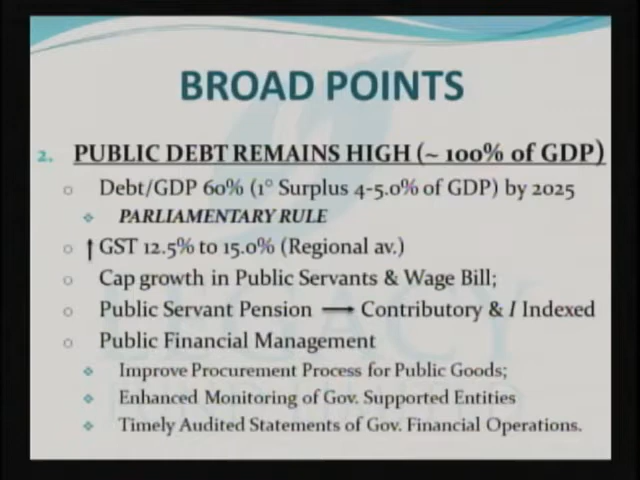 BROAD POINTS
2. PUBLIC DEBT REMAINS HIGH (~ 100% of GDP)
Debt/GDP 60% (1° Surplus 4-5.0% of GDP) by 2025
PARLIAMENTARY RULE
↑ GST 12.5% to 15.0% (Regional av.)
Cap growth in Public Servants & Wage Bill;
Public Servant Pension → Contributory & I Indexed
Public Financial Management
Improve Procurement Process for Public Goods;
Enhanced Monitoring of Gov. Supported Entities
Timely Audited Statements of Gov. Financial Operations.
LEGACY